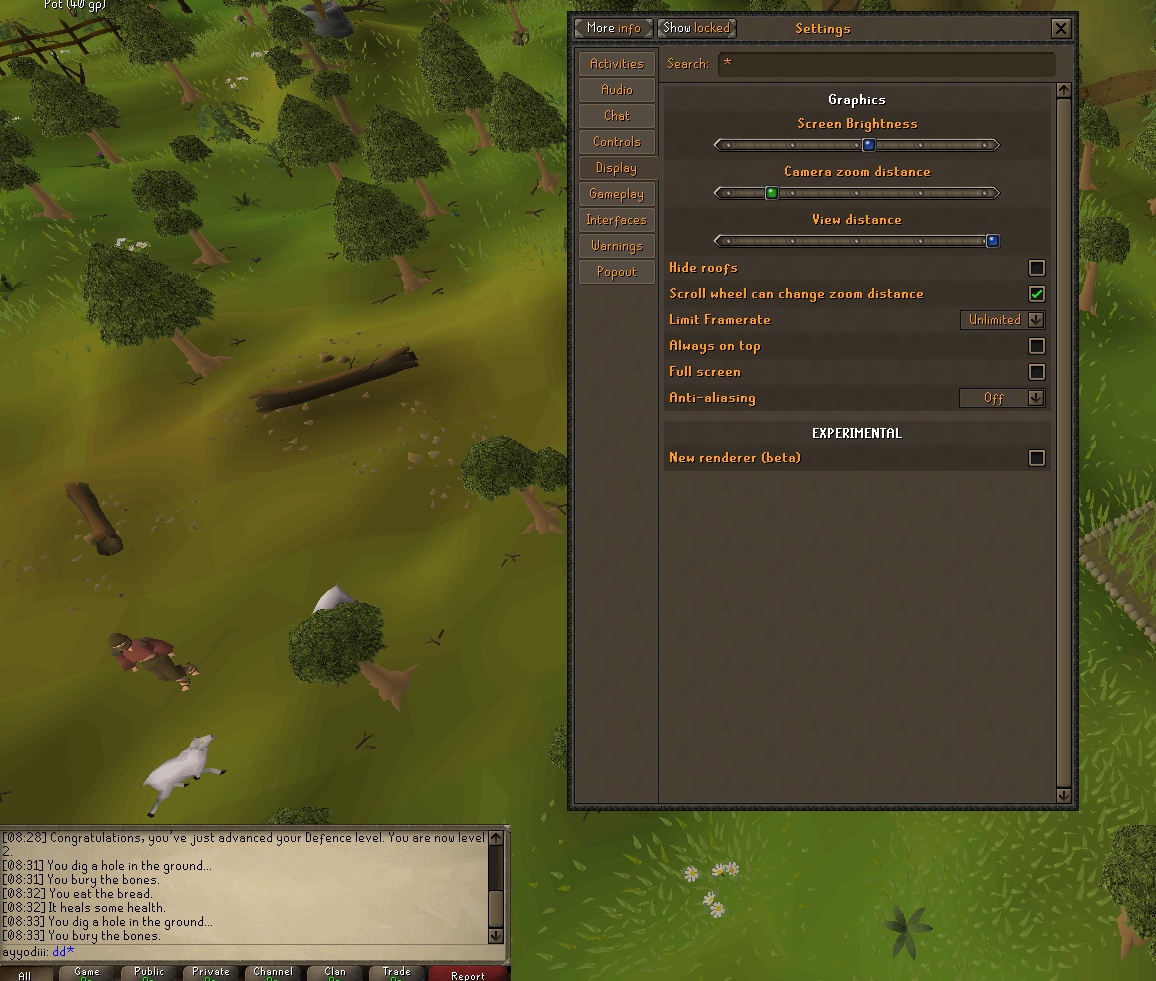 Pot (40 gp)
More info
Show locked
Settings
Activities
Audio
Chat
Controls
Display
Gameplay
Interfaces
Warnings
Popout
Search: *
Graphics
Screen Brightness
Camera zoom distance
View distance
Hide roofs
Scroll wheel can change zoom distance
Limit Framerate Unlimited
Always on top
Full screen
Anti-aliasing Off
EXPERIMENTAL
New renderer (beta)
[08:28] Congratulations, you've just advanced your Defence level. You are now level
2.
[08:31] You dig a hole in the ground...
[08:31] You bury the bones.
[08:32] You eat the bread.
[08:32] It heals some health.
[08:33] You dig a hole in the ground...
[08:33] You bury the bones.
ayyodiii: dd*
All Game Public Private Channel Clan Trade Report